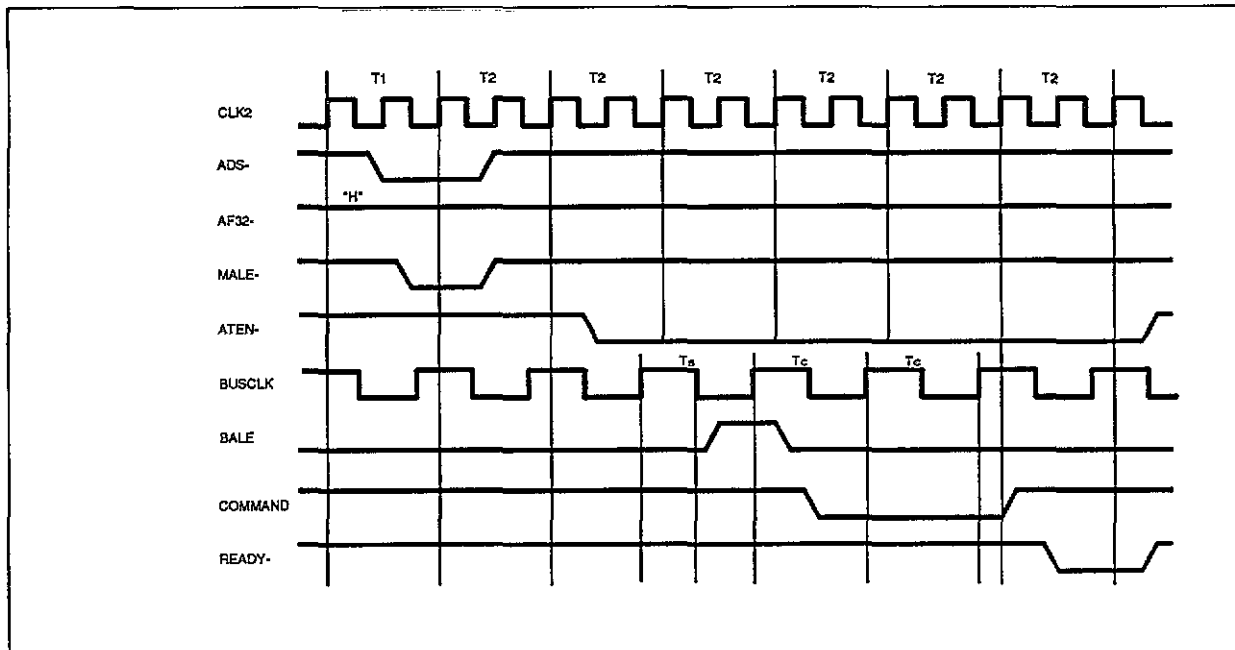 T1 T2 T2 T2 T2 T2 T2
CLK2
ADS-
"H"
AF32-
MALE-
ATEN-
Ts Tc Tc
BUSCLK
BALE
COMMAND
READY-